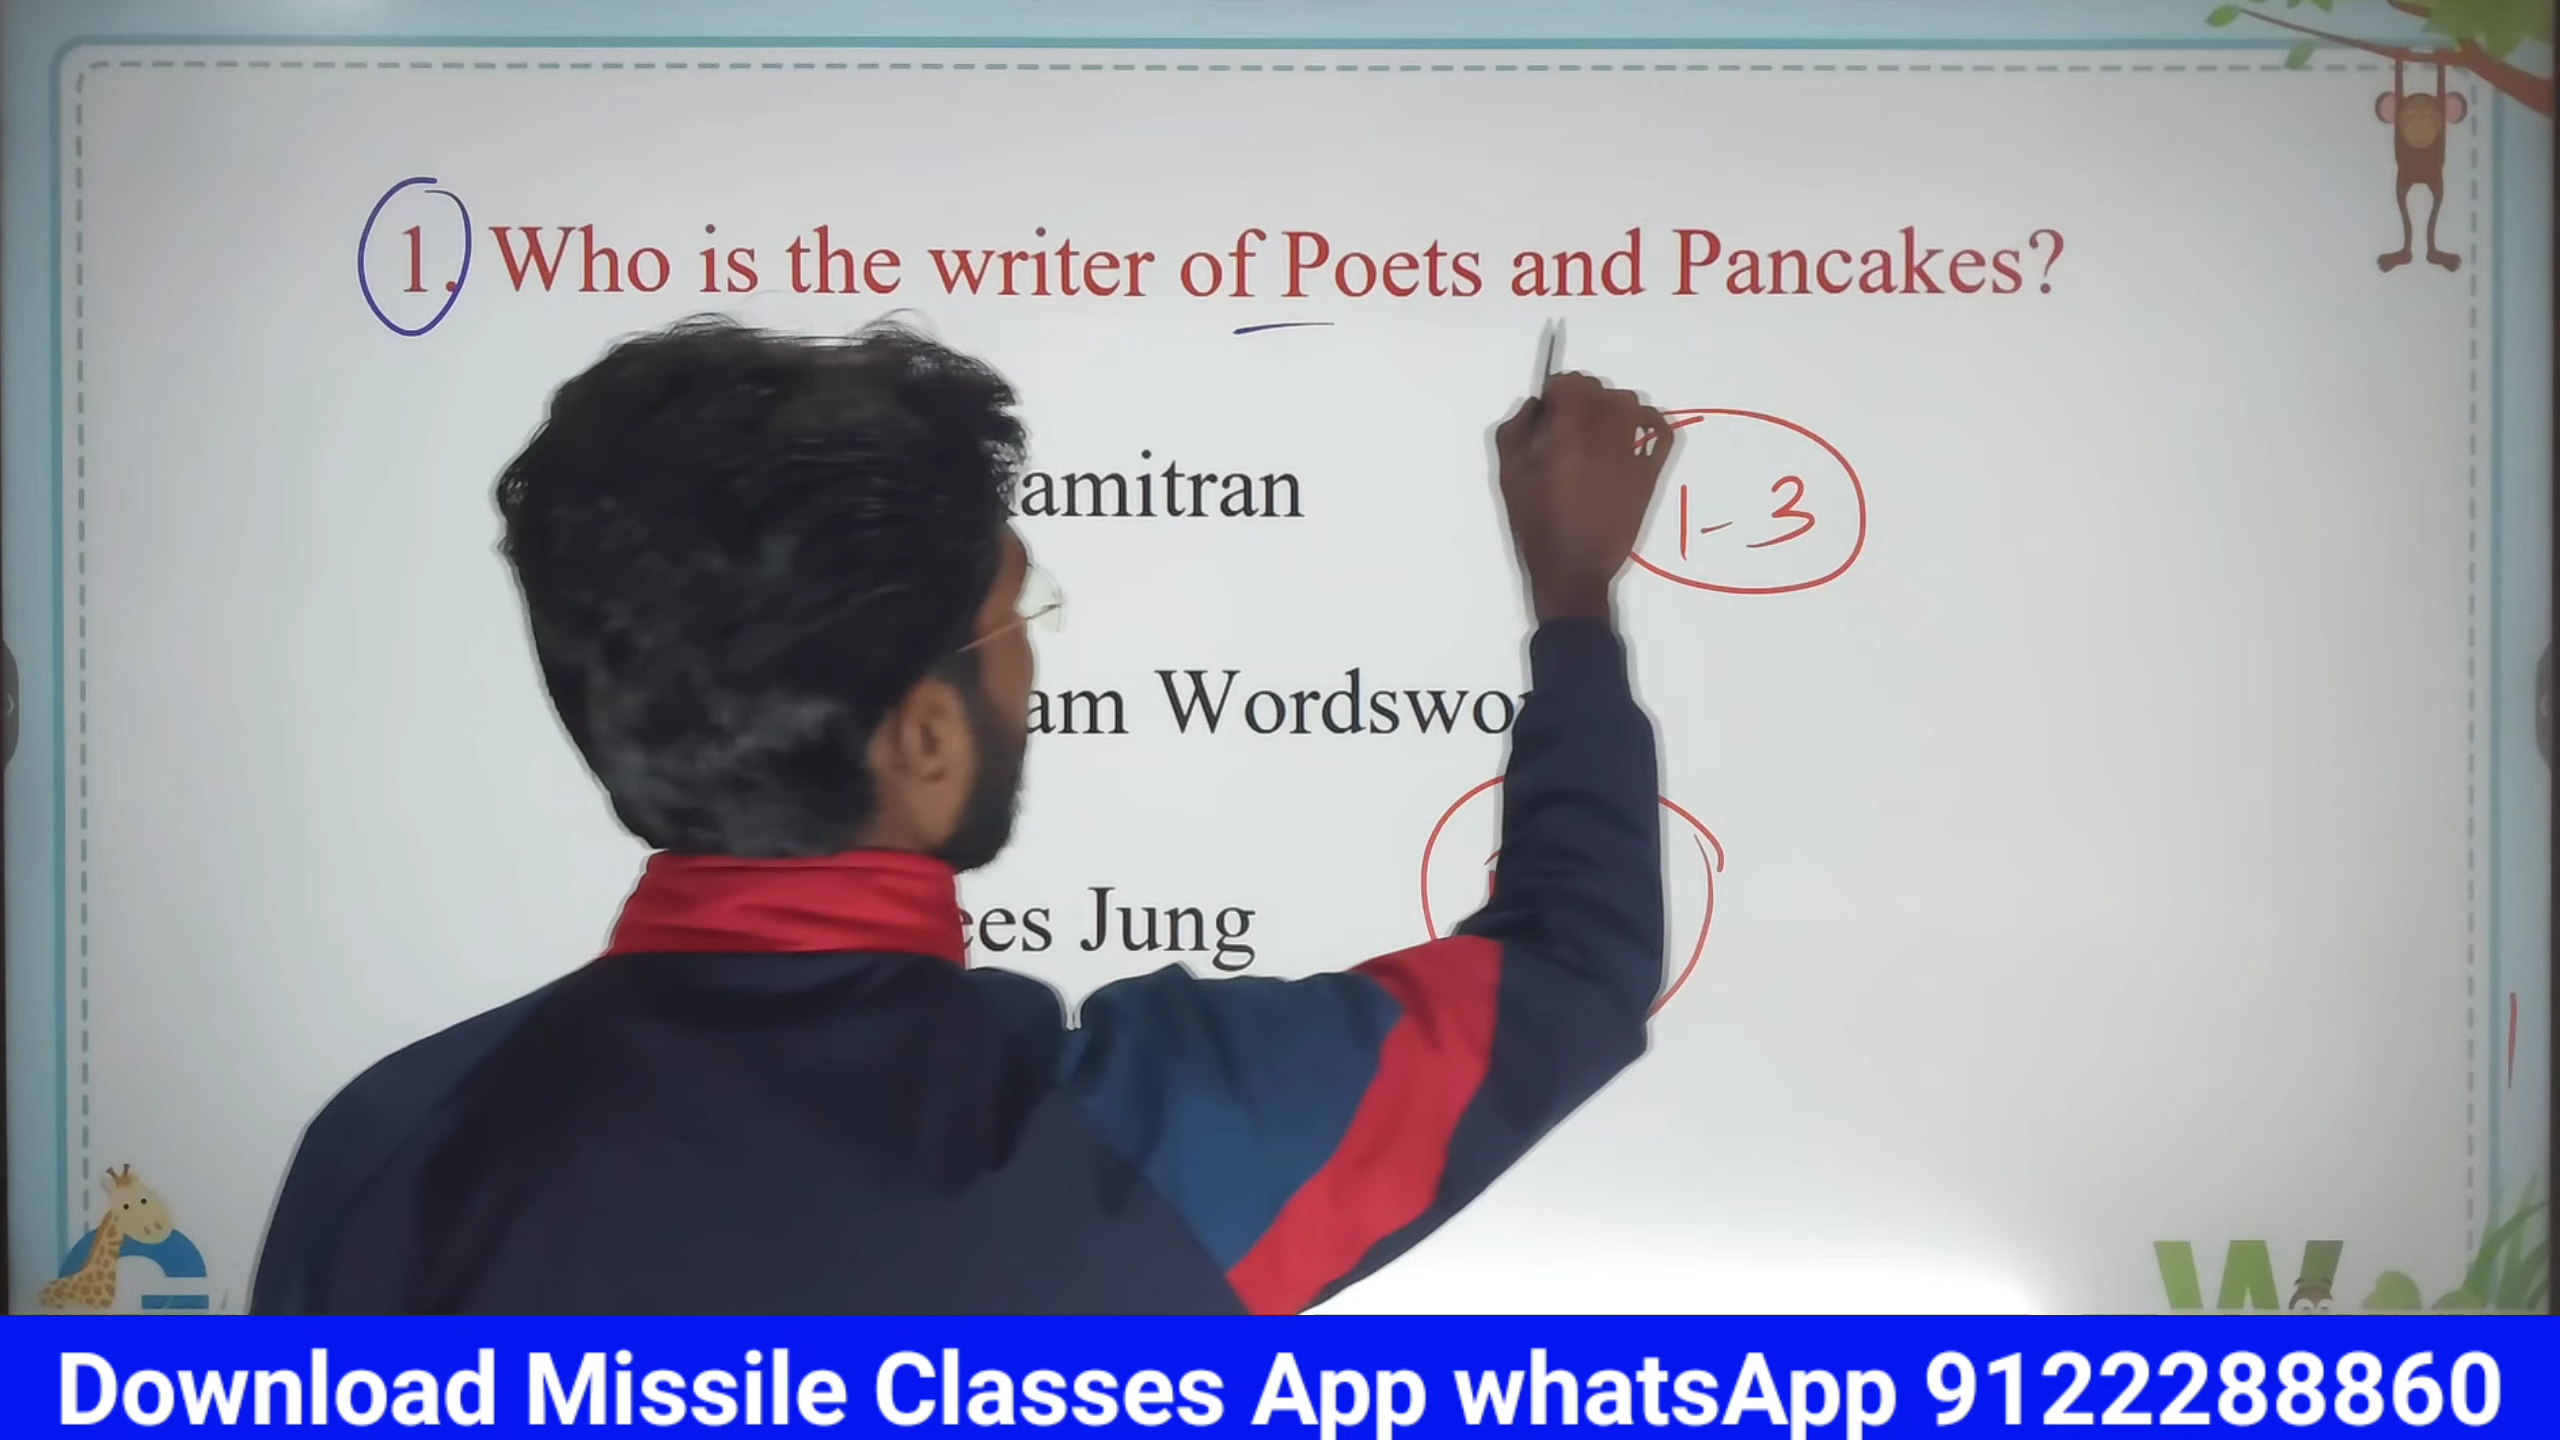 1. Who is the writer of Poets and Pancakes?
amitran
1-3
am Wordswo
ees Jung
Download Missile Classes App whatsApp 9122288860